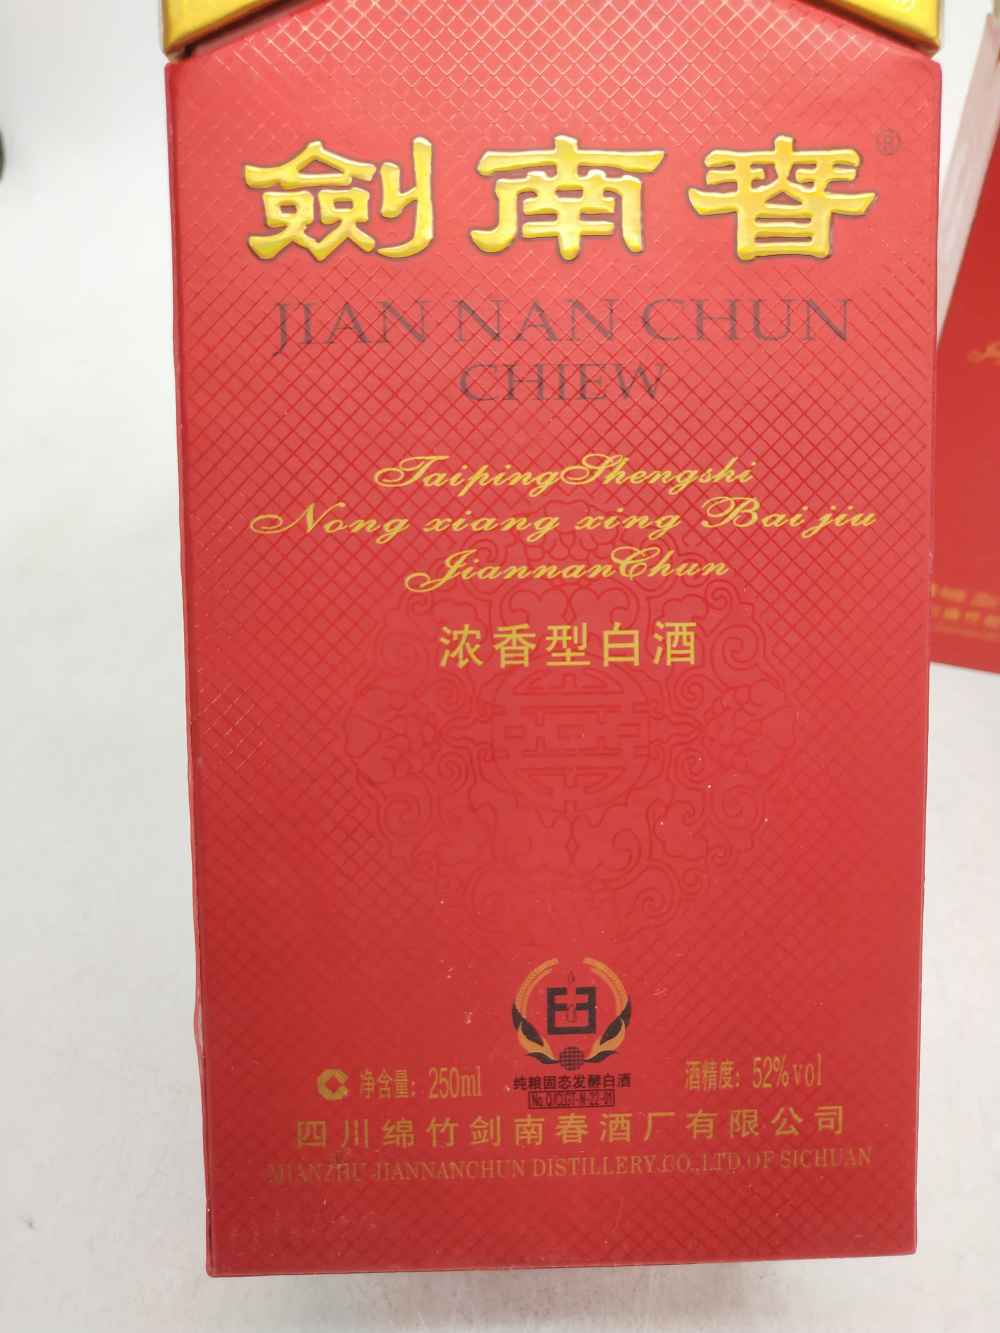 劍南春®
JIAN NAN CHUN
CHIEW
Taiping Shengshi
Nong xiang xing Bai jiu
JiannanChun
浓香型白酒
净含量：250ml
纯粮固态发酵白酒
酒精度：52%vol
四川绵竹剑南春酒厂有限公司
MIANZHU JIANNANCHUN DISTILLERY.CO.,LTD.OF SICHUAN